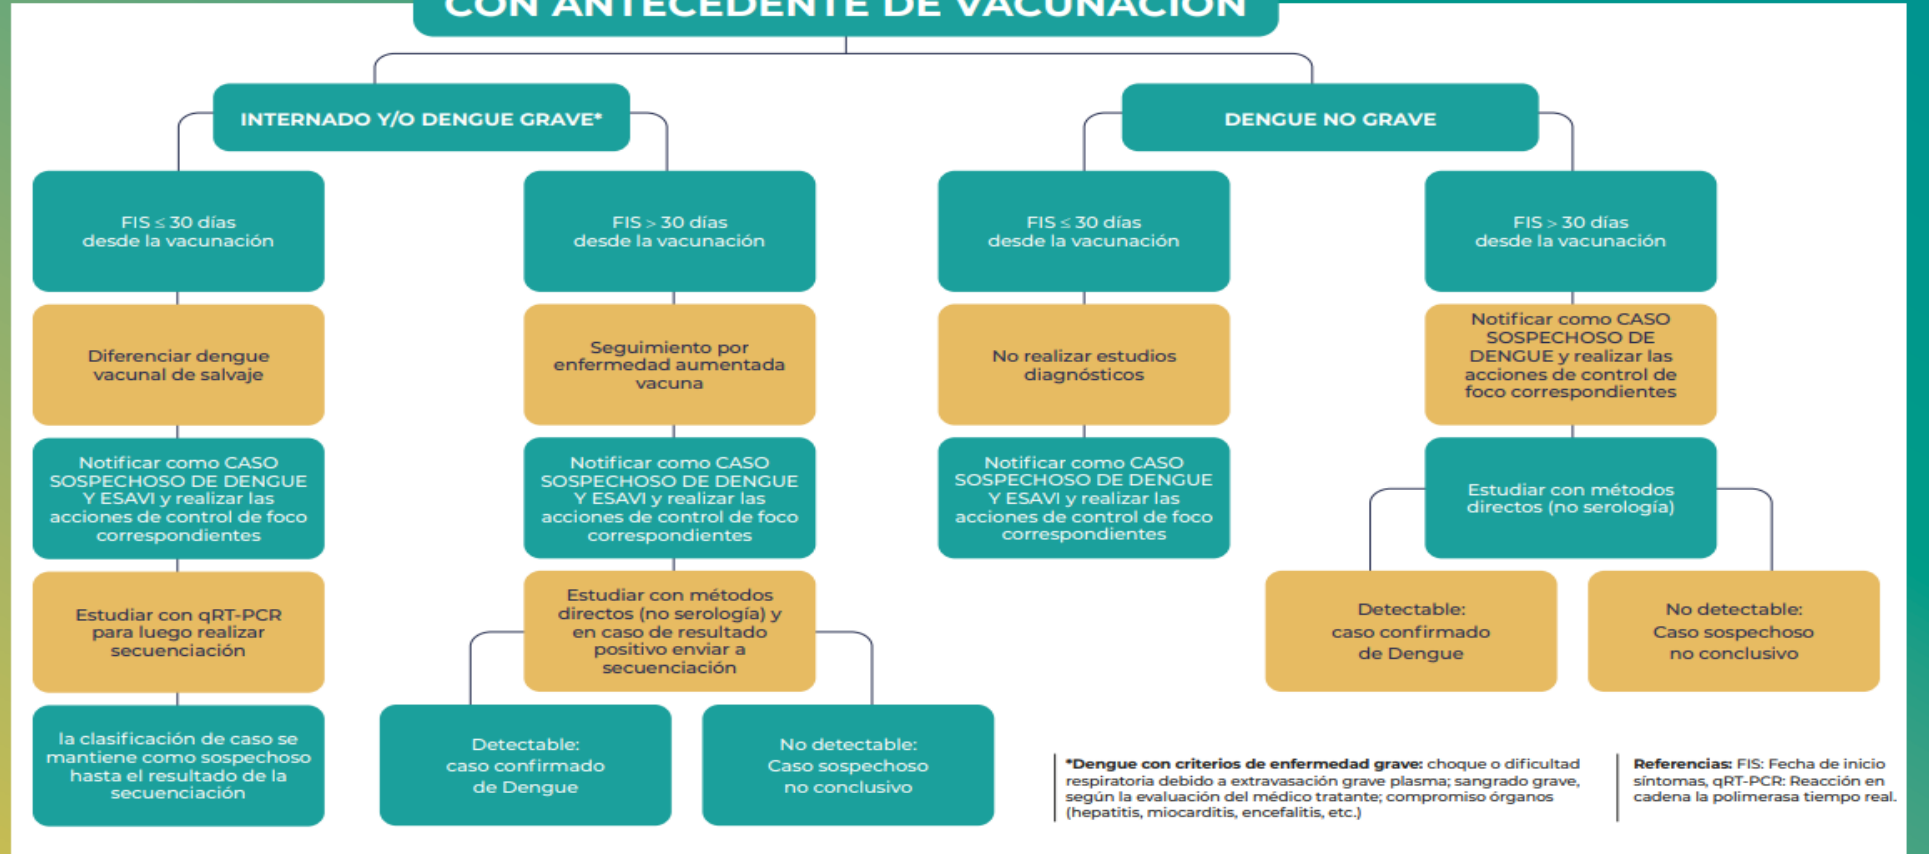 CON ANTECEDENTE DE VACUNACIÓN
INTERNADO Y/O DENGUE GRAVE*
DENGUE NO GRAVE
FIS ≤ 30 días
desde la vacunación
FIS > 30 días
desde la vacunación
FIS ≤ 30 días
desde la vacunación
FIS > 30 días
desde la vacunación
Diferenciar dengue
vacunal de salvaje
Seguimiento por
enfermedad aumentada
vacuna
No realizar estudios
diagnósticos
Notificar como CASO
SOSPECHOSO DE
DENGUE y realizar las
acciones de control de
foco correspondientes
Notificar como CASO
SOSPECHOSO DE DENGUE
Y ESAVI y realizar las
acciones de control de foco
correspondientes
Notificar como CASO
SOSPECHOSO DE DENGUE
Y ESAVI y realizar las
acciones de control de foco
correspondientes
Notificar como CASO
SOSPECHOSO DE DENGUE
Y ESAVI y realizar las
acciones de control de foco
correspondientes
Estudiar con métodos
directos (no serología)
Estudiar con qRT-PCR
para luego realizar
secuenciación
Estudiar con métodos
directos (no serología) y
en caso de resultado
positivo enviar a
secuenciación
Detectable:
caso confirmado
de Dengue
No detectable:
Caso sospechoso
no conclusivo
la clasificación de caso se
mantiene como sospechoso
hasta el resultado de la
secuenciación
Detectable:
caso confirmado
de Dengue
No detectable:
Caso sospechoso
no conclusivo
*Dengue con criterios de enfermedad grave: choque o dificultad
respiratoria debido a extravasación grave plasma; sangrado grave,
según la evaluación del médico tratante; compromiso órganos
(hepatitis, miocarditis, encefalitis, etc.)
Referencias: FIS: Fecha de inicio
síntomas, qRT-PCR: Reacción en
cadena la polimerasa tiempo real.